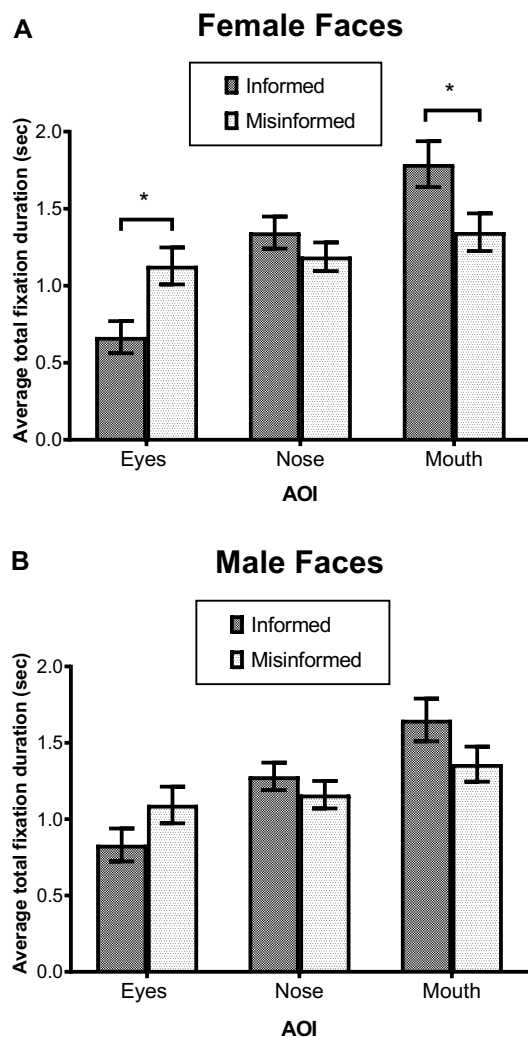 A
Female Faces
Informed
Misinformed
*
*
Average total fixation duration (sec)
2.0
1.5
1.0
0.5
0.0
Eyes Nose Mouth
AOI
B
Male Faces
Informed
Misinformed
Average total fixation duration (sec)
2.0
1.5
1.0
0.5
0.0
Eyes Nose Mouth
AOI